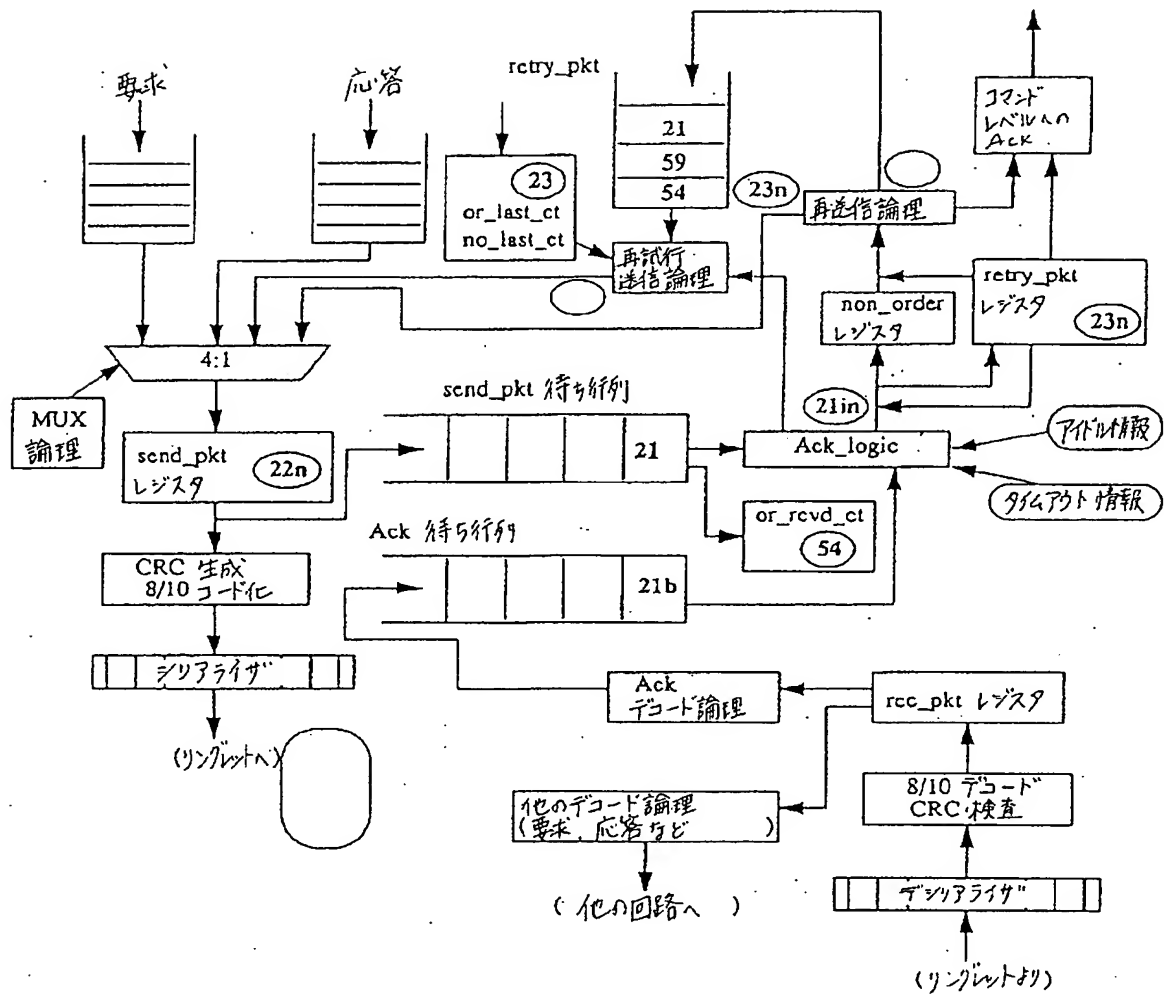 要求
応答
retry_pkt
コマンド
レベルへの
Ack
21
59
54
23
or_last_ct
no_last_ct
23n
再送信論理
再試行
送信論理
retry_pkt
レジスタ
23n
non_order
レジスタ
4:1
MUX
論理
send_pkt 待ち行列
21in
send_pkt
レジスタ
22n
21
Ack_logic
アイドル情報
タイムアウト情報
or_rcvd_ct
54
Ack 待ち行列
CRC 生成
8/10 コード化
21b
シリアライザ
Ack
デコード論理
rec_pkt レジスタ
(リングレットへ)
8/10 デコード
CRC 検査
他のデコード論理
(要求、応答など )
デシリアライザ
( 他の回路へ )
(リングレットより)